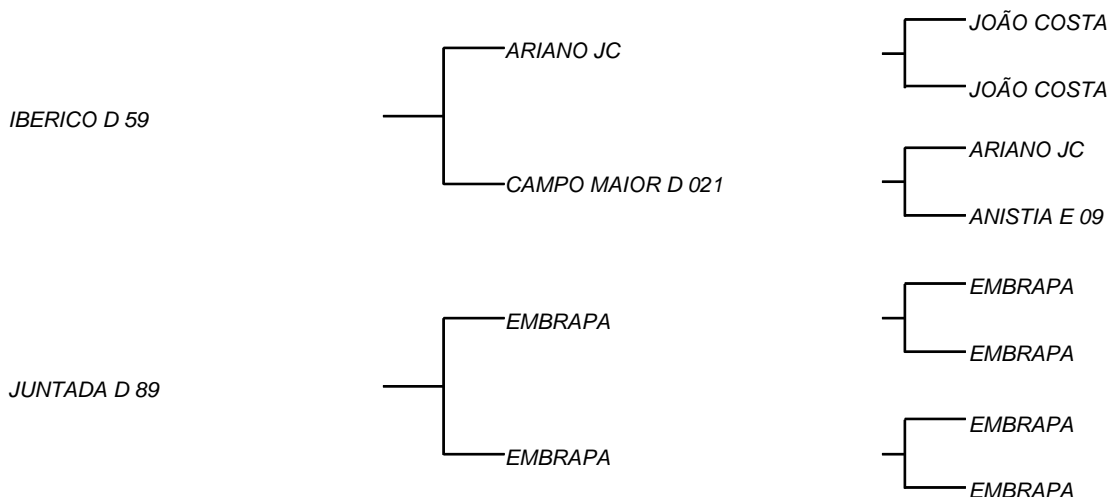 JOÃO COSTA
ARIANO JC
JOÃO COSTA
IBERICO D 59
ARIANO JC
CAMPO MAIOR D 021
ANISTIA E 09
EMBRAPA
EMBRAPA
EMBRAPA
JUNTADA D 89
EMBRAPA
EMBRAPA
EMBRAPA